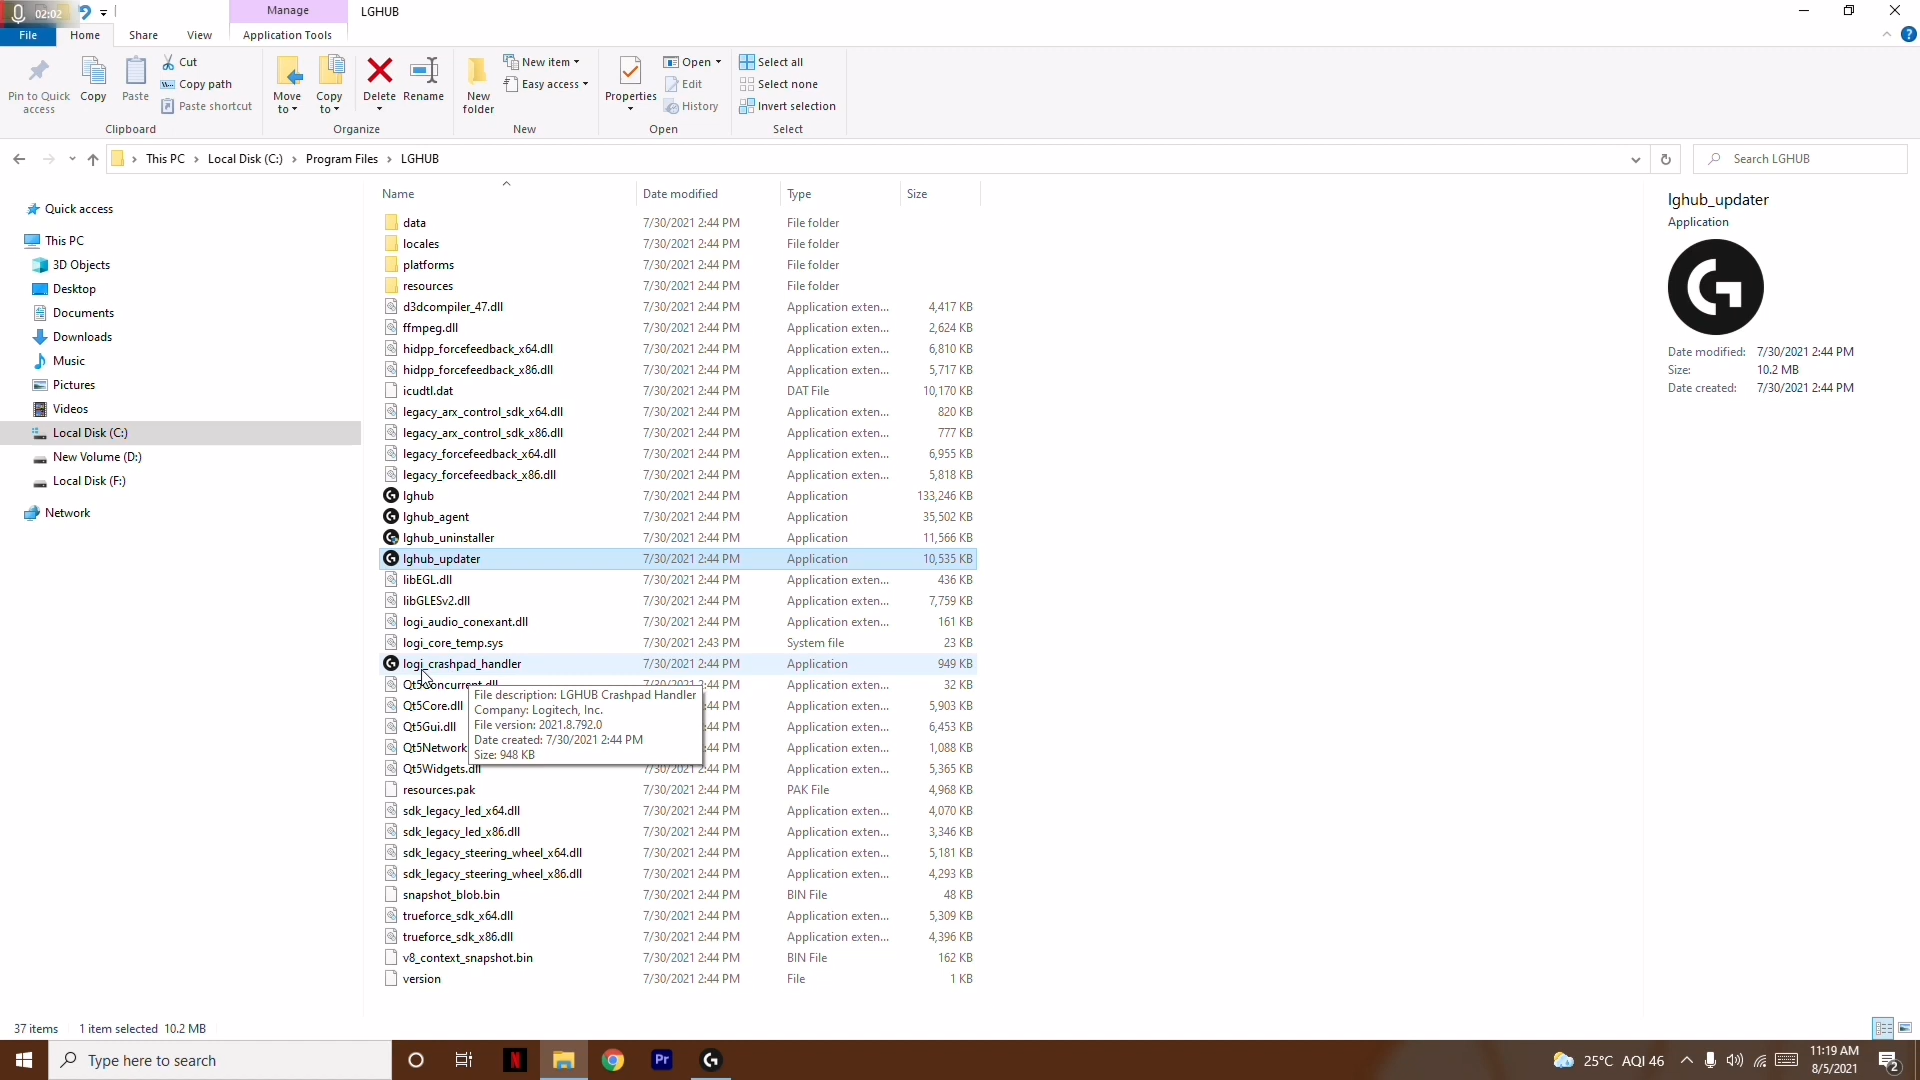 02:02
Manage
LGHUB
File
Home
Share
View
Application Tools
Pin to Quick access
Copy
Paste
Cut
Copy path
Paste shortcut
Clipboard
Move to
Copy to
Delete
Rename
Organize
New folder
New item
Easy access
New
Properties
Open
Edit
History
Open
Select all
Select none
Invert selection
Select
This PC > Local Disk (C:) > Program Files > LGHUB
Search LGHUB
Quick access
This PC
3D Objects
Desktop
Documents
Downloads
Music
Pictures
Videos
Local Disk (C:)
New Volume (D:)
Local Disk (F:)
Network
Name Date modified Type Size
data 7/30/2021 2:44 PM File folder
locales 7/30/2021 2:44 PM File folder
platforms 7/30/2021 2:44 PM File folder
resources 7/30/2021 2:44 PM File folder
d3dcompiler_47.dll 7/30/2021 2:44 PM Application exten... 4,417 KB
ffmpeg.dll 7/30/2021 2:44 PM Application exten... 2,624 KB
hidpp_forcefeedback_x64.dll 7/30/2021 2:44 PM Application exten... 6,810 KB
hidpp_forcefeedback_x86.dll 7/30/2021 2:44 PM Application exten... 5,717 KB
icudtl.dat 7/30/2021 2:44 PM DAT File 10,170 KB
legacy_arx_control_sdk_x64.dll 7/30/2021 2:44 PM Application exten... 820 KB
legacy_arx_control_sdk_x86.dll 7/30/2021 2:44 PM Application exten... 777 KB
legacy_forcefeedback_x64.dll 7/30/2021 2:44 PM Application exten... 6,955 KB
legacy_forcefeedback_x86.dll 7/30/2021 2:44 PM Application exten... 5,818 KB
lghub 7/30/2021 2:44 PM Application 133,246 KB
lghub_agent 7/30/2021 2:44 PM Application 35,502 KB
lghub_uninstaller 7/30/2021 2:44 PM Application 11,566 KB
lghub_updater 7/30/2021 2:44 PM Application 10,535 KB
libEGL.dll 7/30/2021 2:44 PM Application exten... 436 KB
libGLESv2.dll 7/30/2021 2:44 PM Application exten... 7,759 KB
logi_audio_conexant.dll 7/30/2021 2:44 PM Application exten... 161 KB
logi_core_temp.sys 7/30/2021 2:43 PM System file 23 KB
logi_crashpad_handler 7/30/2021 2:44 PM Application 949 KB
Qt5Concurrent.dll 7/30/2021 2:44 PM Application exten... 32 KB
Qt5Core.dll :44 PM Application exten... 5,903 KB
Qt5Gui.dll :44 PM Application exten... 6,453 KB
Qt5Network :44 PM Application exten... 1,088 KB
Qt5Widgets.dll 7/30/2021 2:44 PM Application exten... 5,365 KB
resources.pak 7/30/2021 2:44 PM PAK File 4,968 KB
sdk_legacy_led_x64.dll 7/30/2021 2:44 PM Application exten... 4,070 KB
sdk_legacy_led_x86.dll 7/30/2021 2:44 PM Application exten... 3,346 KB
sdk_legacy_steering_wheel_x64.dll 7/30/2021 2:44 PM Application exten... 5,181 KB
sdk_legacy_steering_wheel_x86.dll 7/30/2021 2:44 PM Application exten... 4,293 KB
snapshot_blob.bin 7/30/2021 2:44 PM BIN File 48 KB
trueforce_sdk_x64.dll 7/30/2021 2:44 PM Application exten... 5,309 KB
trueforce_sdk_x86.dll 7/30/2021 2:44 PM Application exten... 4,396 KB
v8_context_snapshot.bin 7/30/2021 2:44 PM BIN File 162 KB
version 7/30/2021 2:44 PM File 1 KB
File description: LGHUB Crashpad Handler
Company: Logitech, Inc.
File version: 2021.8.792.0
Date created: 7/30/2021 2:44 PM
Size: 948 KB
lghub_updater
Application
Date modified: 7/30/2021 2:44 PM
Size: 10.2 MB
Date created: 7/30/2021 2:44 PM
37 items 1 item selected 10.2 MB
Type here to search
N
Pr
25°C AQI 46
11:19 AM
8/5/2021
2